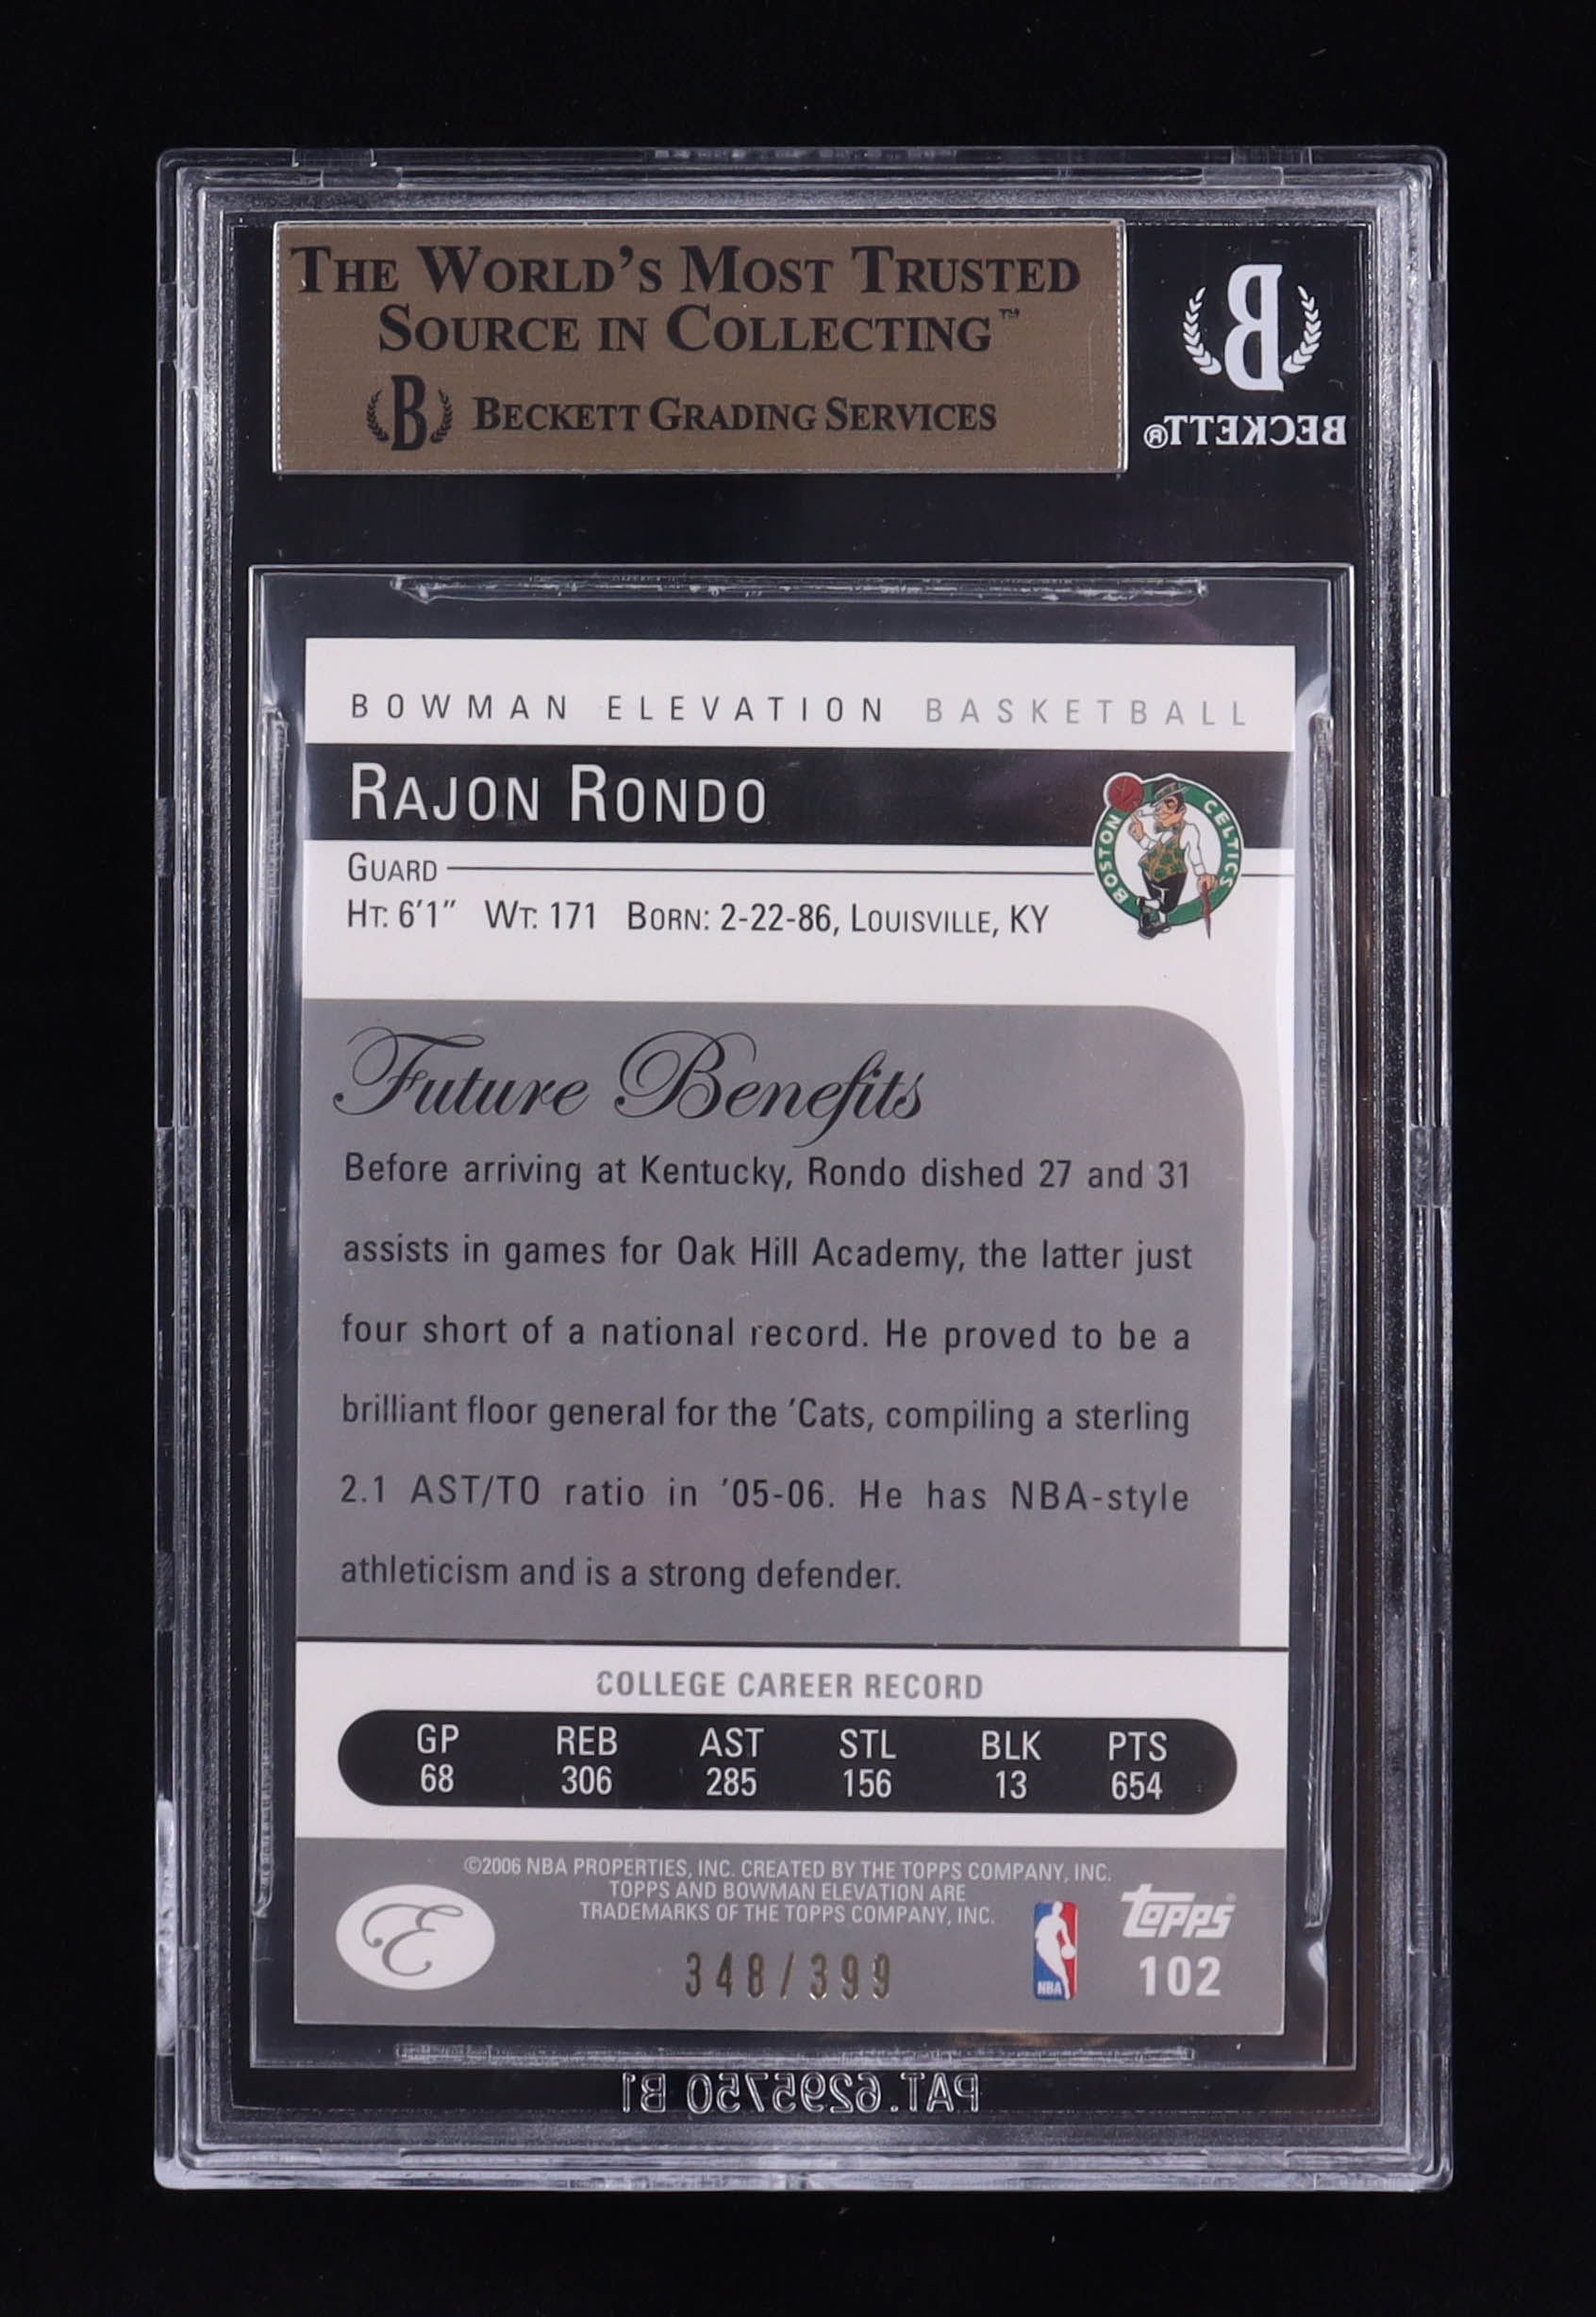 THE WORLD'S MOST TRUSTED
SOURCE IN COLLECTING™
B BECKETT GRADING SERVICES
B
BECKETT®
BOWMAN ELEVATION BASKETBALL
RAJON RONDO
BOSTON CELTICS
GUARD
HT: 6'1" WT: 171 BORN: 2-22-86, LOUISVILLE, KY
Future Benefits
Before arriving at Kentucky, Rondo dished 27 and 31
assists in games for Oak Hill Academy, the latter just
four short of a national record. He proved to be a
brilliant floor general for the 'Cats, compiling a sterling
2.1 AST/TO ratio in '05-06. He has NBA-style
athleticism and is a strong defender.
COLLEGE CAREER RECORD
GP REB AST STL BLK PTS
68 306 285 156 13 654
©2006 NBA PROPERTIES, INC. CREATED BY THE TOPPS COMPANY, INC.
TOPPS AND BOWMAN ELEVATION ARE
TRADEMARKS OF THE TOPPS COMPANY, INC.
E
348/399
NBA
Topps®
102
PAT.6295750 B1